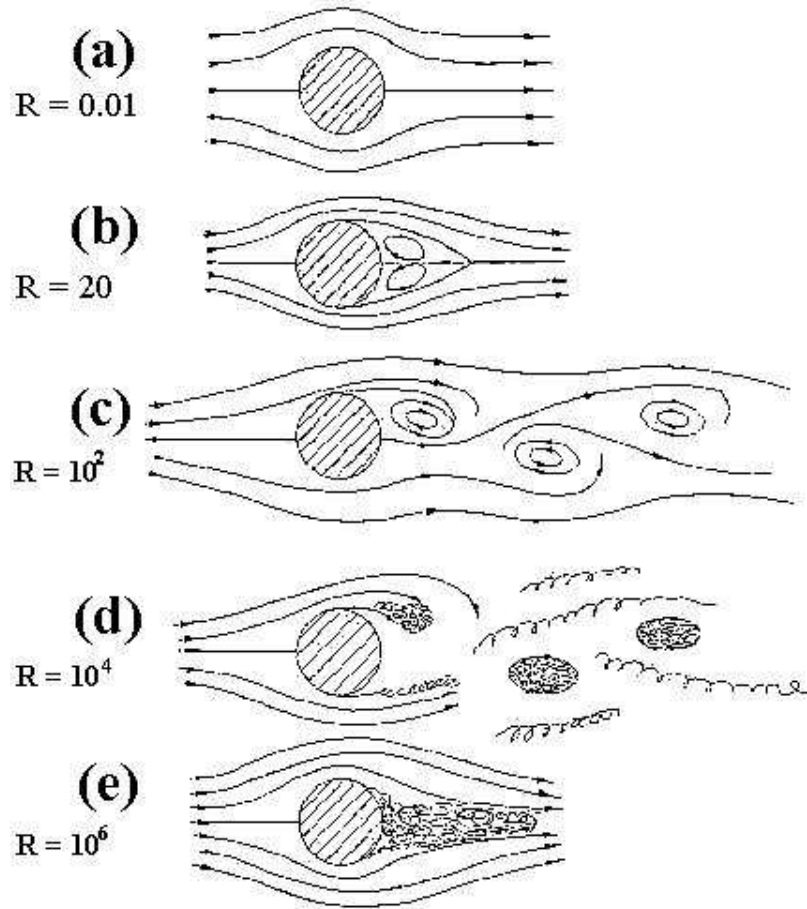 (a)
R = 0.01
(b)
R = 20
(c)
R = 10²
(d)
R = 10⁴
(e)
R = 10⁶